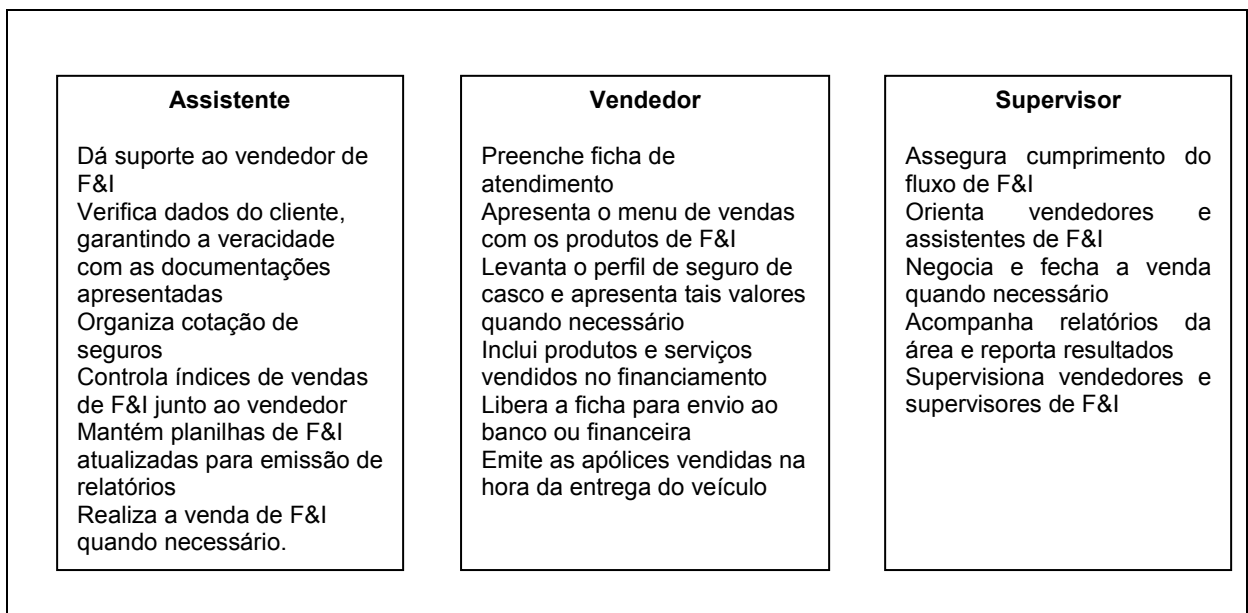 Assistente
Dá suporte ao vendedor de
F&I
Verifica dados do cliente,
garantindo a veracidade
com as documentações
apresentadas
Organiza cotação de
seguros
Controla índices de vendas
de F&I junto ao vendedor
Mantém planilhas de F&I
atualizadas para emissão de
relatórios
Realiza a venda de F&I
quando necessário.
Vendedor
Preenche ficha de
atendimento
Apresenta o menu de vendas
com os produtos de F&I
Levanta o perfil de seguro de
casco e apresenta tais valores
quando necessário
Inclui produtos e serviços
vendidos no financiamento
Libera a ficha para envio ao
banco ou financeira
Emite as apólices vendidas na
hora da entrega do veículo
Supervisor
Assegura cumprimento do
fluxo de F&I
Orienta vendedores e
assistentes de F&I
Negocia e fecha a venda
quando necessário
Acompanha relatórios da
área e reporta resultados
Supervisiona vendedores e
supervisores de F&I